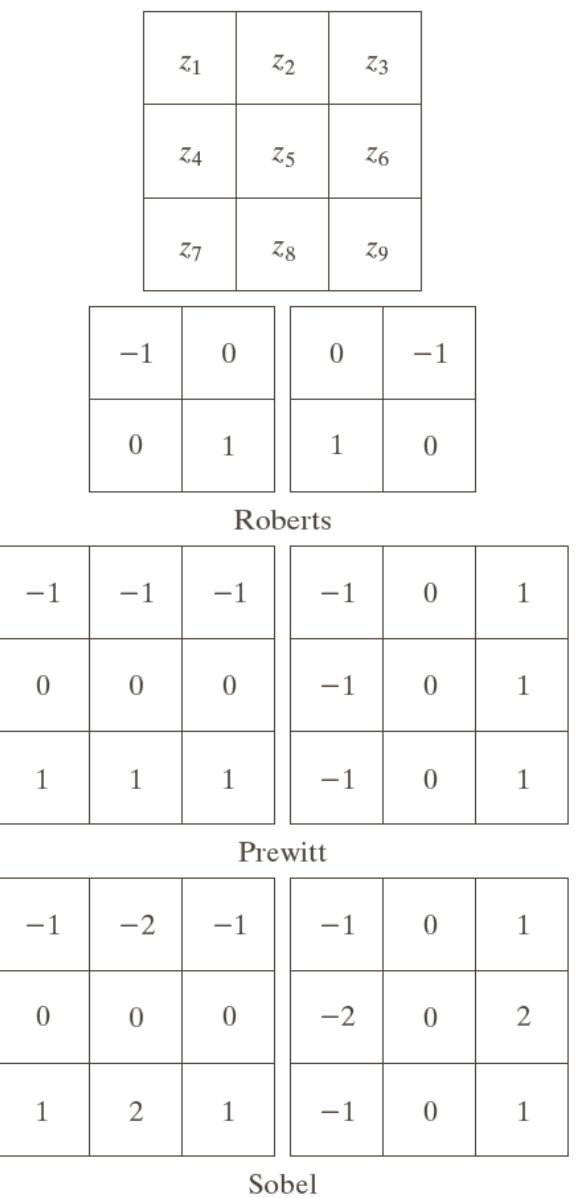 z1 z2 z3
z4 z5 z6
z7 z8 z9
−1 0 0 −1
0 1 1 0
Roberts
−1 −1 −1 −1 0 1
0 0 0 −1 0 1
1 1 1 −1 0 1
Prewitt
−1 −2 −1 −1 0 1
0 0 0 −2 0 2
1 2 1 −1 0 1
Sobel